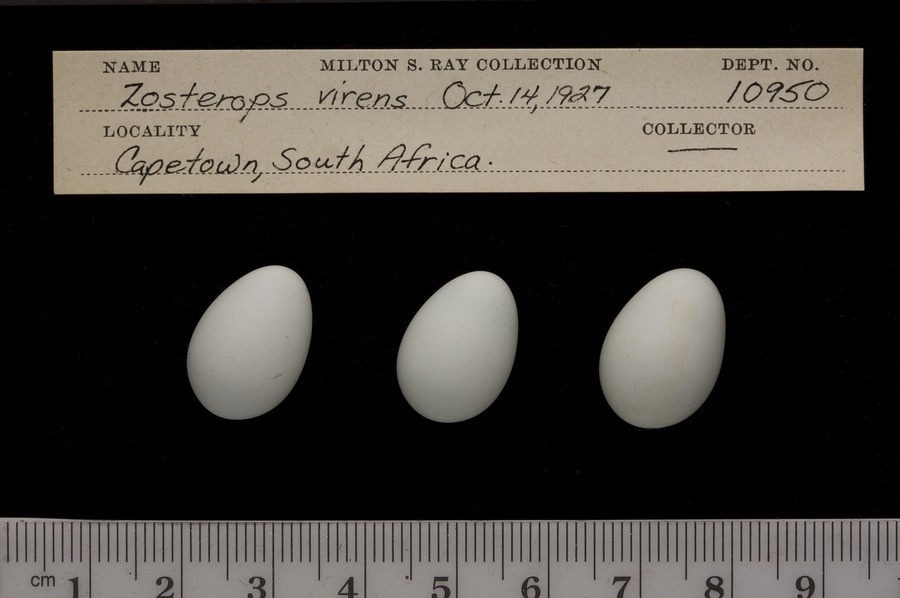 NAME MILTON S. RAY COLLECTION DEPT. NO.
Zosterops virens Oct. 14, 1927 10950
LOCALITY COLLECTOR
Capetown, South Africa.
cm 1 2 3 4 5 6 7 8 9